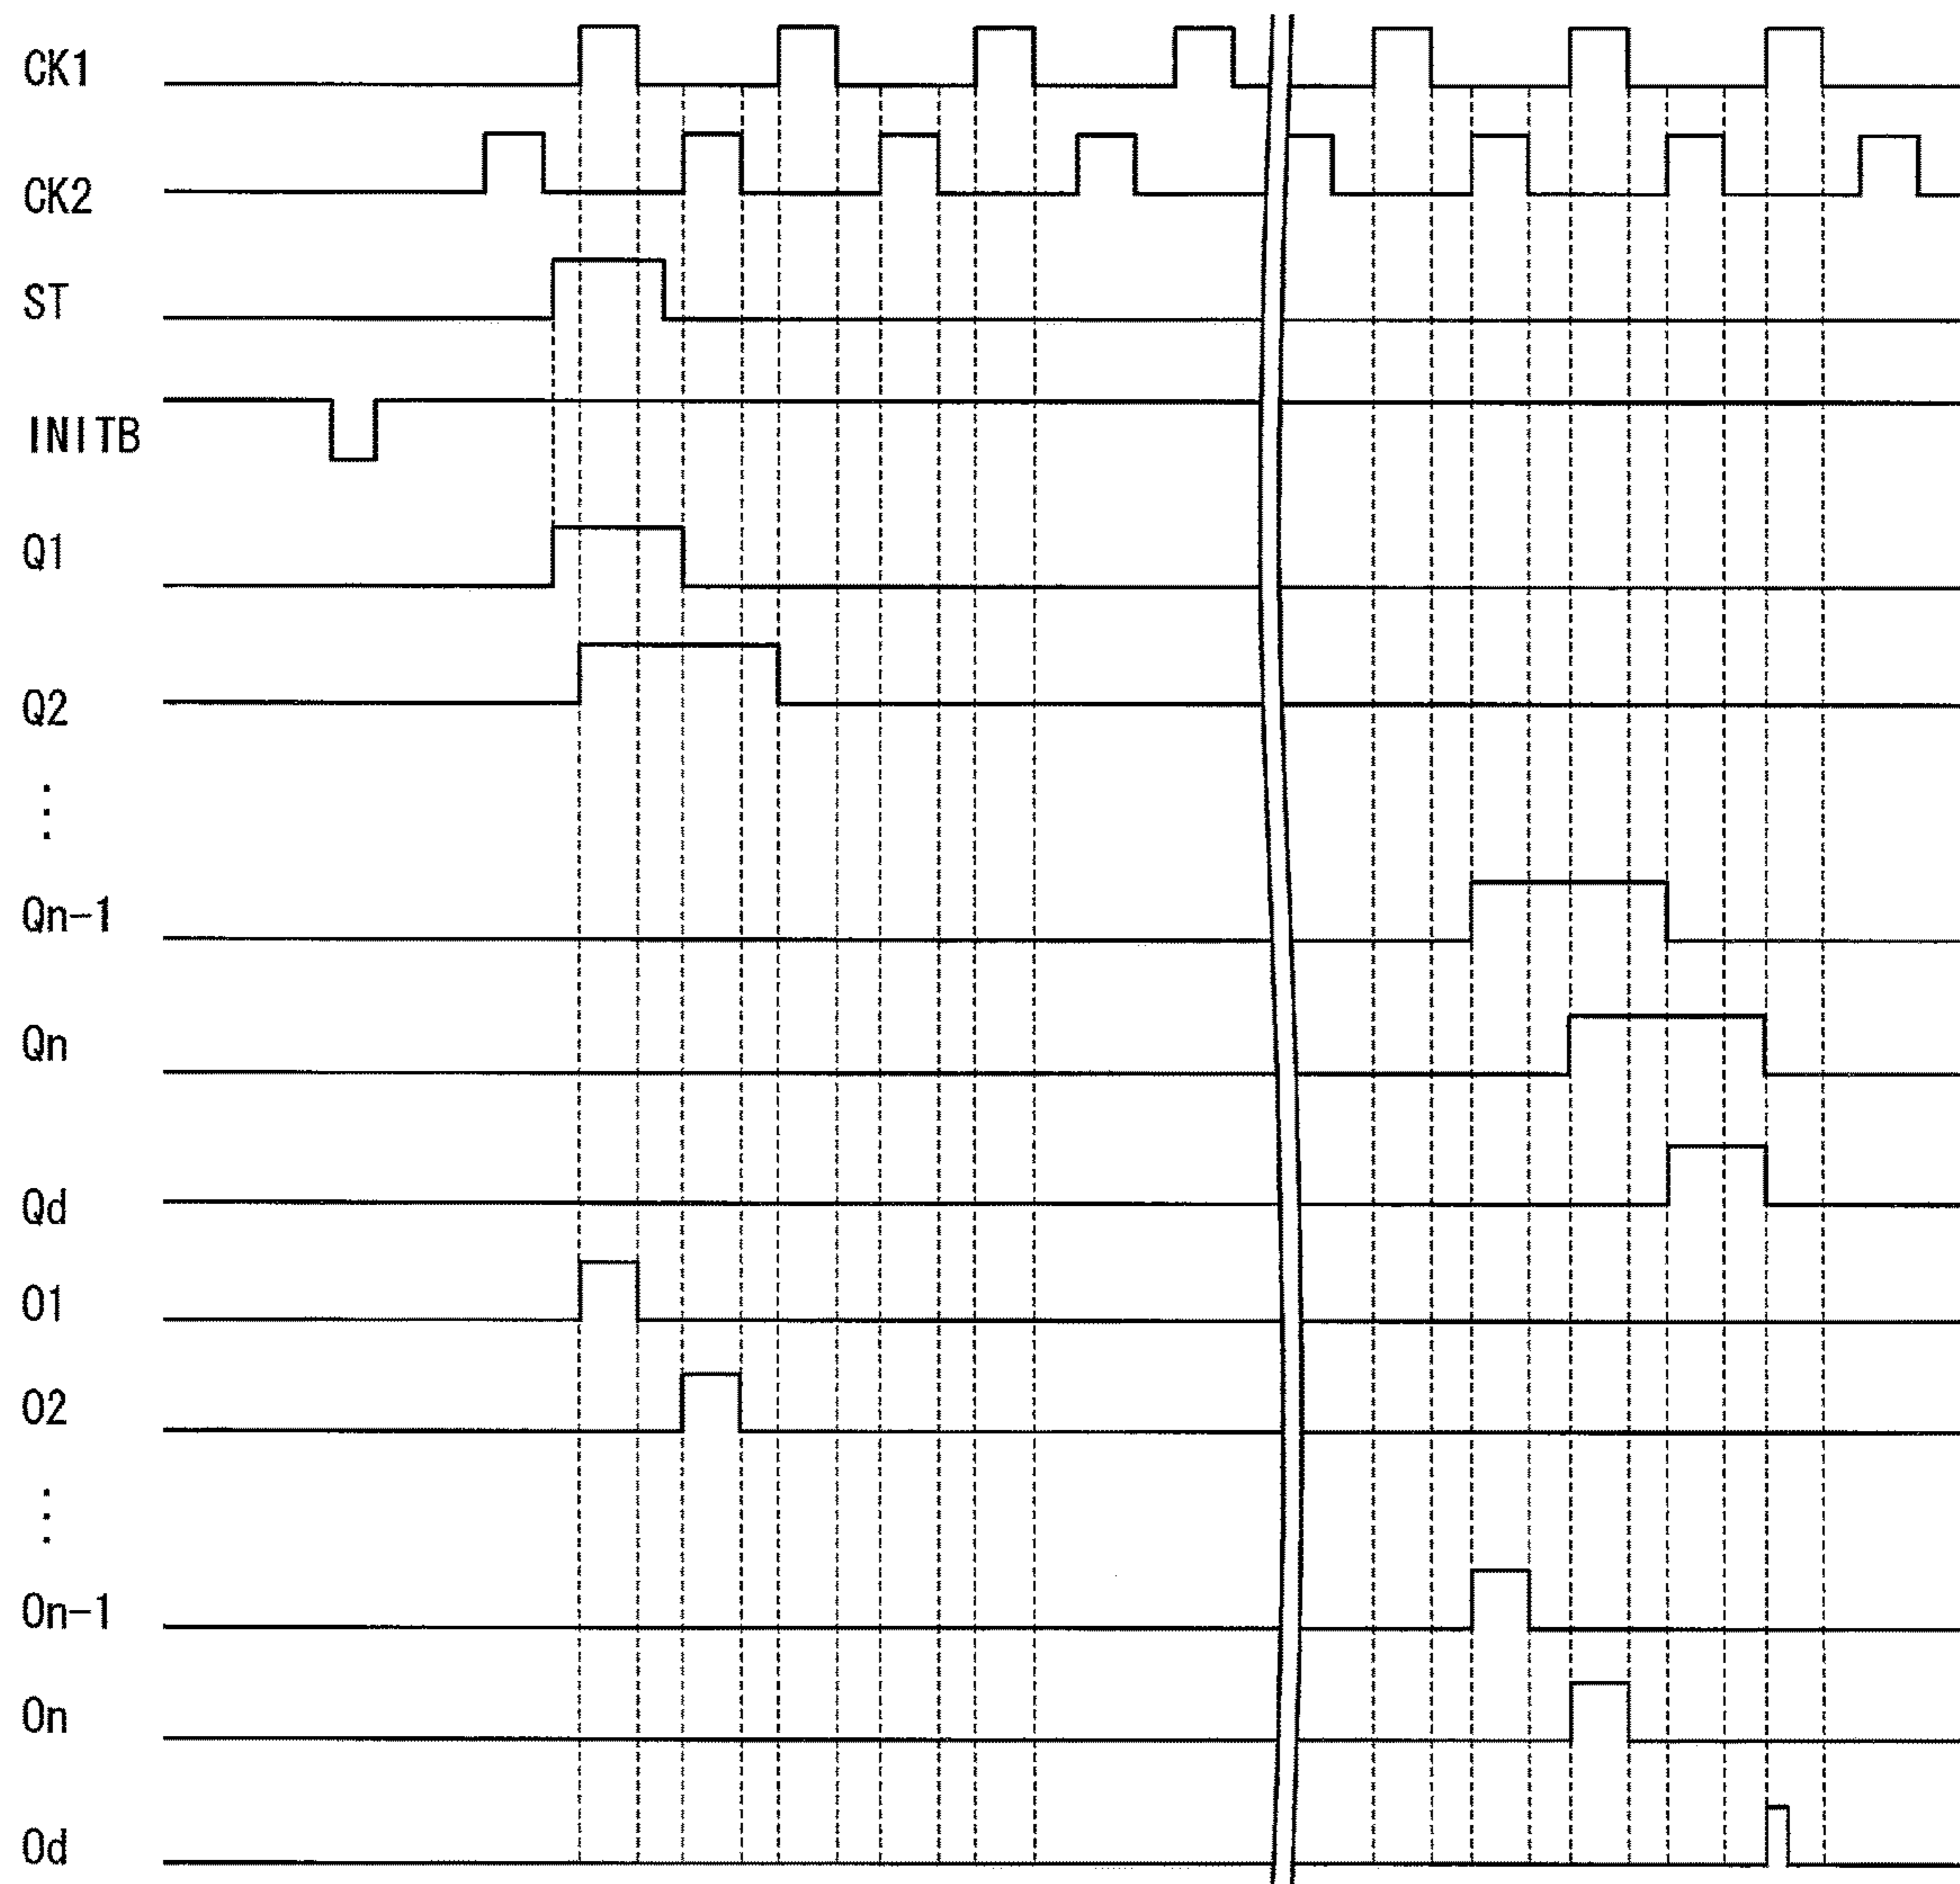 CK1
CK2
ST
INITB
Q1
Q2
⋮
Qn-1
Qn
Qd
O1
O2
⋮
On-1
On
Od